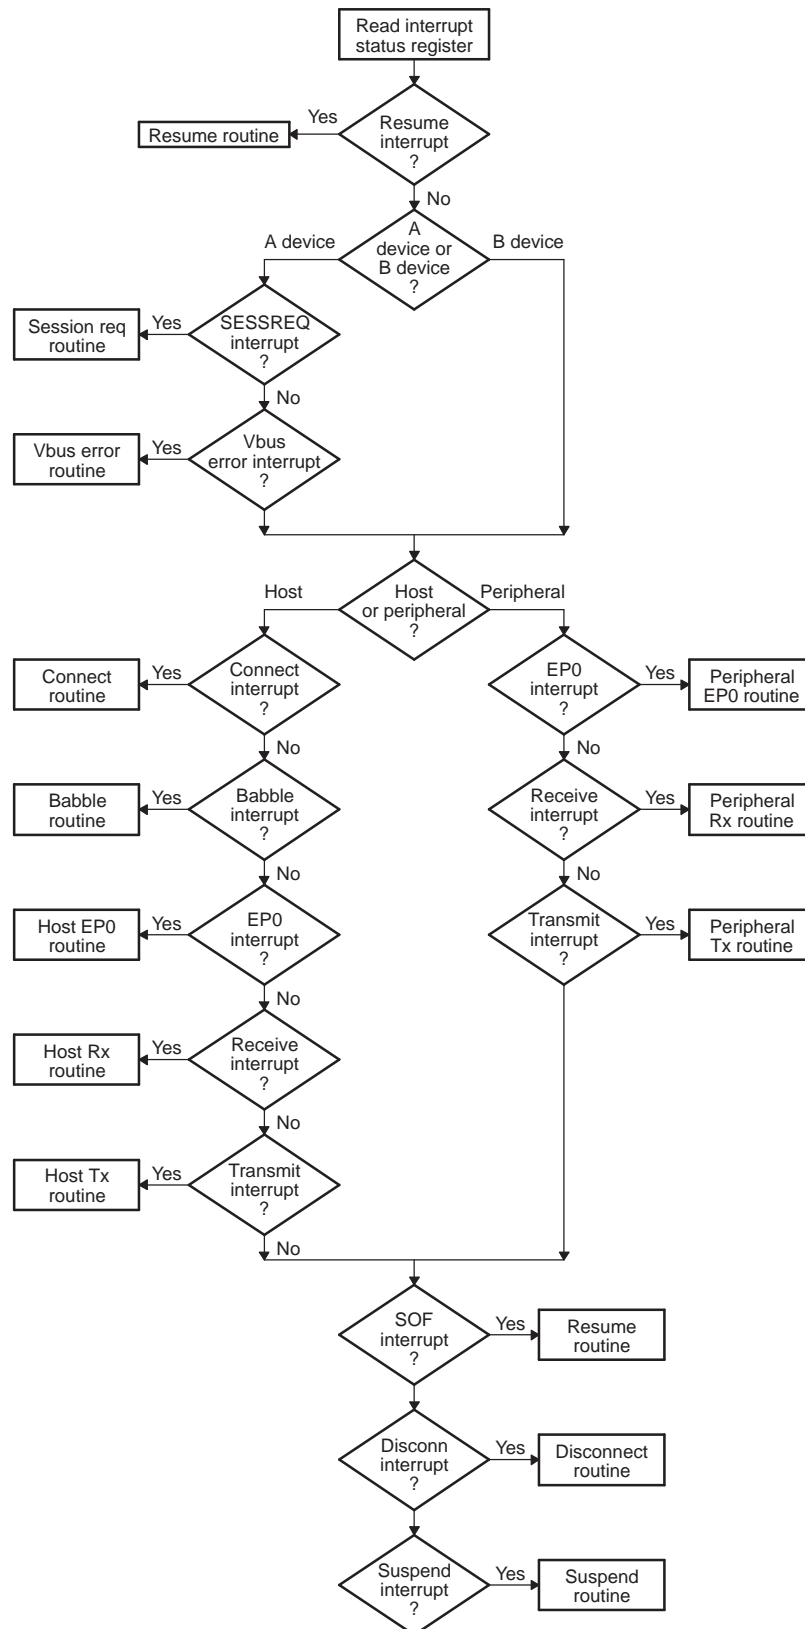 Read interrupt
status register
Resume
interrupt
?
Yes
Resume routine
No
A
device or
B device
?
A device
B device
SESSREQ
interrupt
?
Yes
Session req
routine
No
Vbus
error interrupt
?
Yes
Vbus error
routine
Host
or peripheral
?
Host
Peripheral
Connect
interrupt
?
Yes
Connect
routine
No
EP0
interrupt
?
Yes
Peripheral
EP0 routine
No
Babble
interrupt
?
Yes
Babble
routine
No
Receive
interrupt
?
Yes
Peripheral
Rx routine
No
EP0
interrupt
?
Yes
Host EP0
routine
No
Transmit
interrupt
?
Yes
Peripheral
Tx routine
Receive
interrupt
?
Yes
Host Rx
routine
No
Transmit
interrupt
?
Yes
Host Tx
routine
No
SOF
interrupt
?
Yes
Resume
routine
Disconn
interrupt
?
Yes
Disconnect
routine
Suspend
interrupt
?
Yes
Suspend
routine